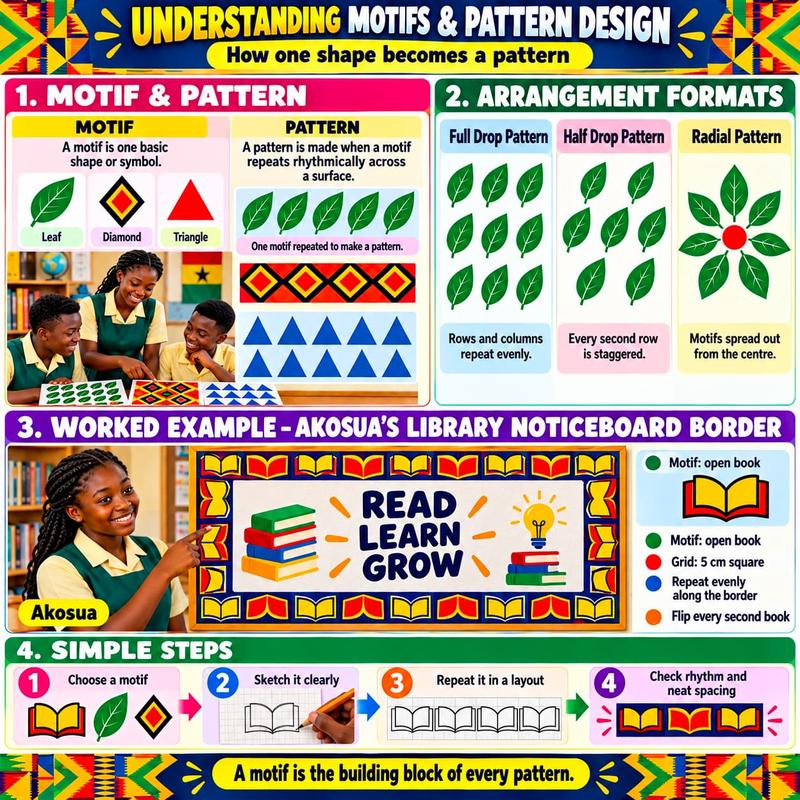 UNDERSTANDING MOTIFS & PATTERN DESIGN
How one shape becomes a pattern
1. MOTIF & PATTERN
MOTIF
A motif is one basic
shape or symbol.
Leaf
Diamond
Triangle
PATTERN
A pattern is made when a motif
repeats rhythmically across
a surface.
One motif repeated to make a pattern.
2. ARRANGEMENT FORMATS
Full Drop Pattern
Rows and columns
repeat evenly.
Half Drop Pattern
Every second row
is staggered.
Radial Pattern
Motifs spread out
from the centre.
3. WORKED EXAMPLE – AKOSUA'S LIBRARY NOTICEBOARD BORDER
Akosua
READ
LEARN
GROW
Motif: open book
Motif: open book
Grid: 5 cm square
Repeat evenly
along the border
Flip every second book
4. SIMPLE STEPS
1 Choose a motif
2 Sketch it clearly
3 Repeat it in a layout
4 Check rhythm and
neat spacing
A motif is the building block of every pattern.